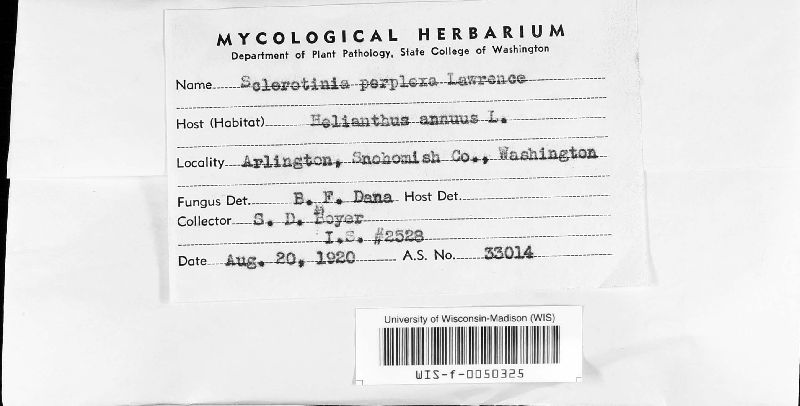 MYCOLOGICAL HERBARIUM
Department of Plant Pathology, State College of Washington
Name Sclerotinia perplexa Lawrence
Host (Habitat) Helianthus annuus L.
Locality Arlington, Snohomish Co., Washington
Fungus Det. B. F. Dana Host Det.
Collector S. D. Hoyer
I.S. #2528
Date Aug. 20, 1920 A.S. No. 33014
University of Wisconsin-Madison (WIS)
WIS-f-0050325